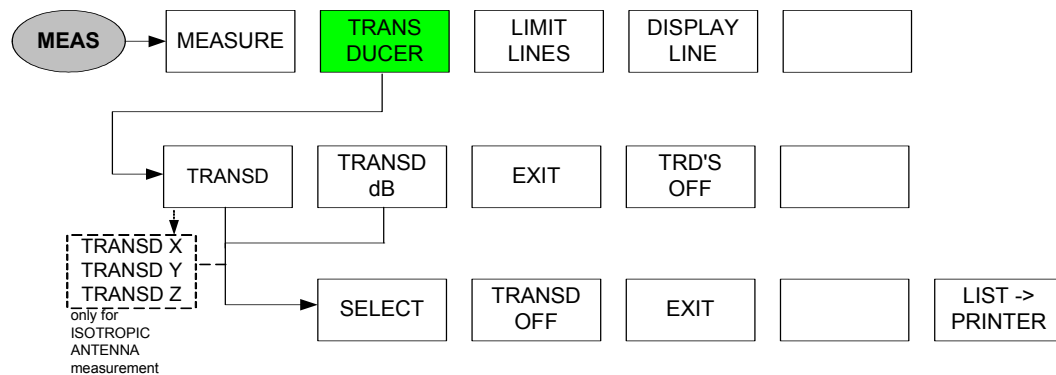 MEAS
MEASURE
TRANS
DUCER
LIMIT
LINES
DISPLAY
LINE
TRANSD
TRANSD
dB
EXIT
TRD'S
OFF
TRANSD X
TRANSD Y
TRANSD Z
only for
ISOTROPIC
ANTENNA
measurement
SELECT
TRANSD
OFF
EXIT
LIST ->
PRINTER